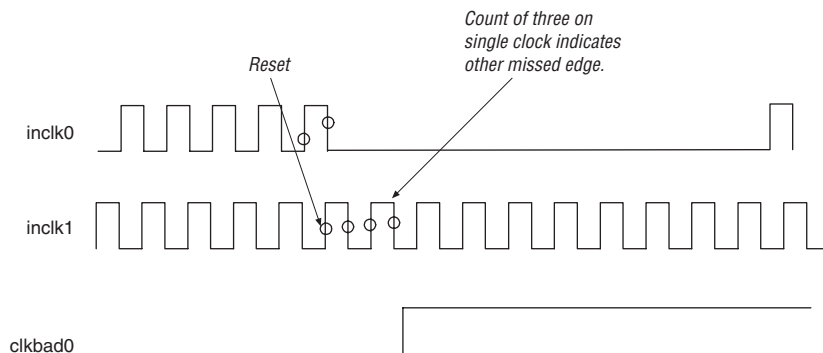 Count of three on
single clock indicates
other missed edge.
Reset
inclk0
inclk1
clkbad0